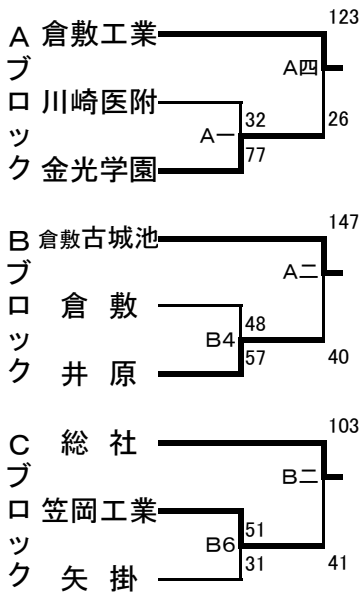 Aブロック
倉敷工業
123
A四
川崎医附
32
26
A一
77
金光学園
Bブロック
倉敷古城池
147
A二
倉敷
48
B4
57
40
井原
Cブロック
総社
103
B二
笠岡工業
51
B6
31
41
矢掛